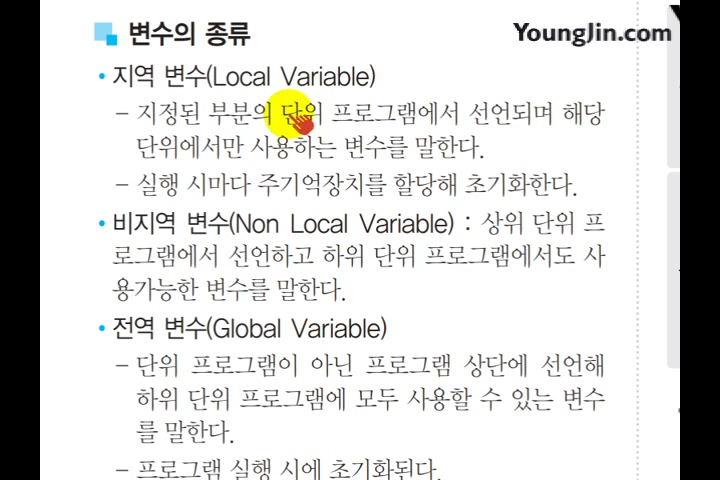 변수의 종류
YoungJin.com
• 지역 변수(Local Variable)
– 지정된 부분의 단위 프로그램에서 선언되며 해당
단위에서만 사용하는 변수를 말한다.
– 실행 시마다 주기억장치를 할당해 초기화한다.
• 비지역 변수(Non Local Variable) : 상위 단위 프
로그램에서 선언하고 하위 단위 프로그램에서도 사
용가능한 변수를 말한다.
• 전역 변수(Global Variable)
– 단위 프로그램이 아닌 프로그램 상단에 선언해
하위 단위 프로그램에 모두 사용할 수 있는 변수
를 말한다.
– 프로그램 실행 시에 초기화된다.